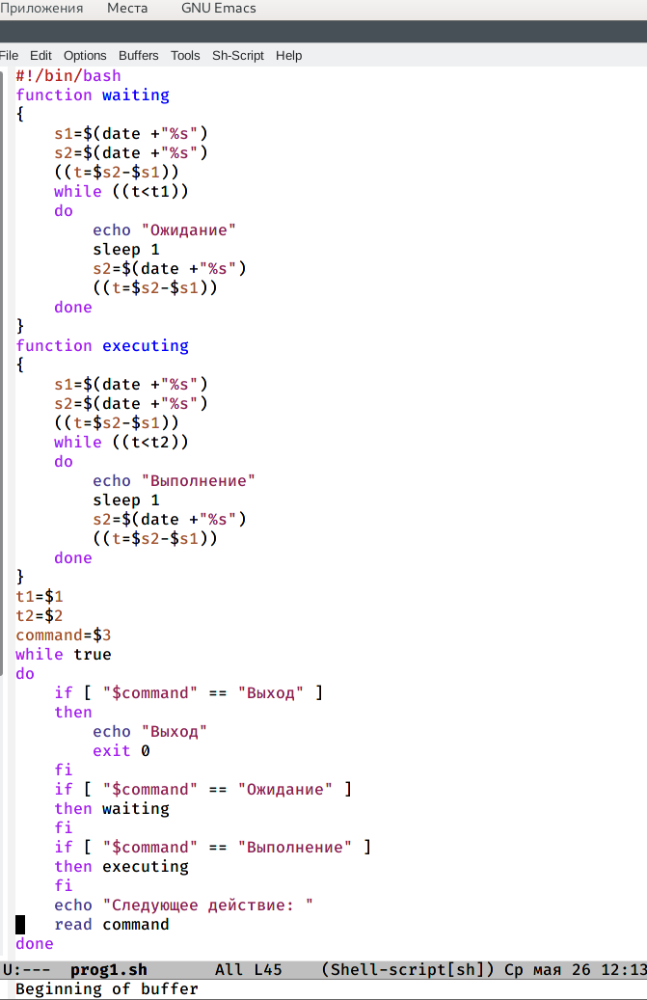 Приложения Места GNU Emacs
File Edit Options Buffers Tools Sh-Script Help
#!/bin/bash
function waiting
{
    s1=$(date +"%s")
    s2=$(date +"%s")
    ((t=$s2-$s1))
    while ((t<t1))
    do
        echo "Ожидание"
        sleep 1
        s2=$(date +"%s")
        ((t=$s2-$s1))
    done
}
function executing
{
    s1=$(date +"%s")
    s2=$(date +"%s")
    ((t=$s2-$s1))
    while ((t<t2))
    do
        echo "Выполнение"
        sleep 1
        s2=$(date +"%s")
        ((t=$s2-$s1))
    done
}
t1=$1
t2=$2
command=$3
while true
do
    if [ "$command" == "Выход" ]
    then
        echo "Выход"
        exit 0
    fi
    if [ "$command" == "Ожидание" ]
    then waiting
    fi
    if [ "$command" == "Выполнение" ]
    then executing
    fi
    echo "Следующее действие: "
    read command
done
U:--- prog1.sh All L45 (Shell-script[sh]) Ср мая 26 12:13
Beginning of buffer